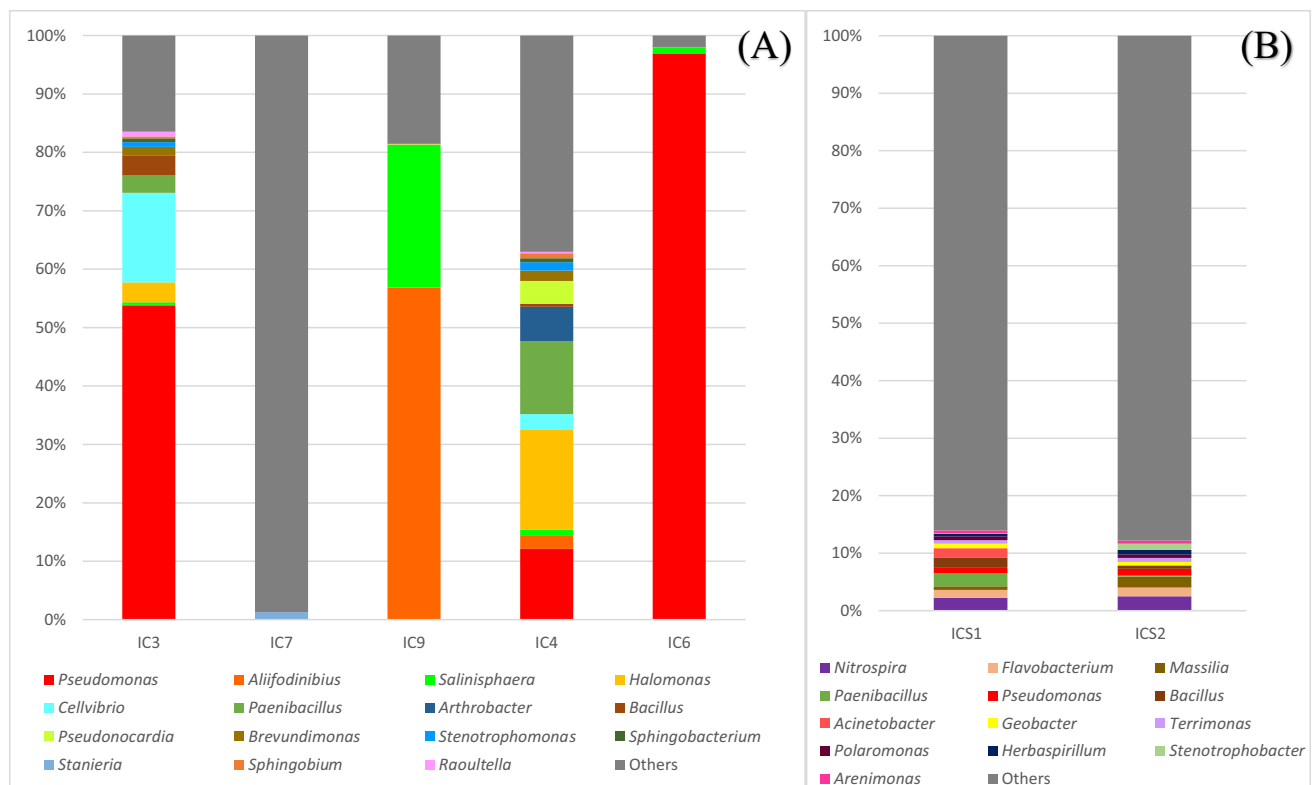 (A)
100%
90%
80%
70%
60%
50%
40%
30%
20%
10%
0%
IC3 IC7 IC9 IC4 IC6
Pseudomonas Aliifodinibius Salinisphaera Halomonas
Cellvibrio Paenibacillus Arthrobacter Bacillus
Pseudonocardia Brevundimonas Stenotrophomonas Sphingobacterium
Stanieria Sphingobium Raoultella Others
(B)
100%
90%
80%
70%
60%
50%
40%
30%
20%
10%
0%
ICS1 ICS2
Nitrospira Flavobacterium Massilia
Paenibacillus Pseudomonas Bacillus
Acinetobacter Geobacter Terrimonas
Polaromonas Herbaspirillum Stenotrophobacter
Arenimonas Others